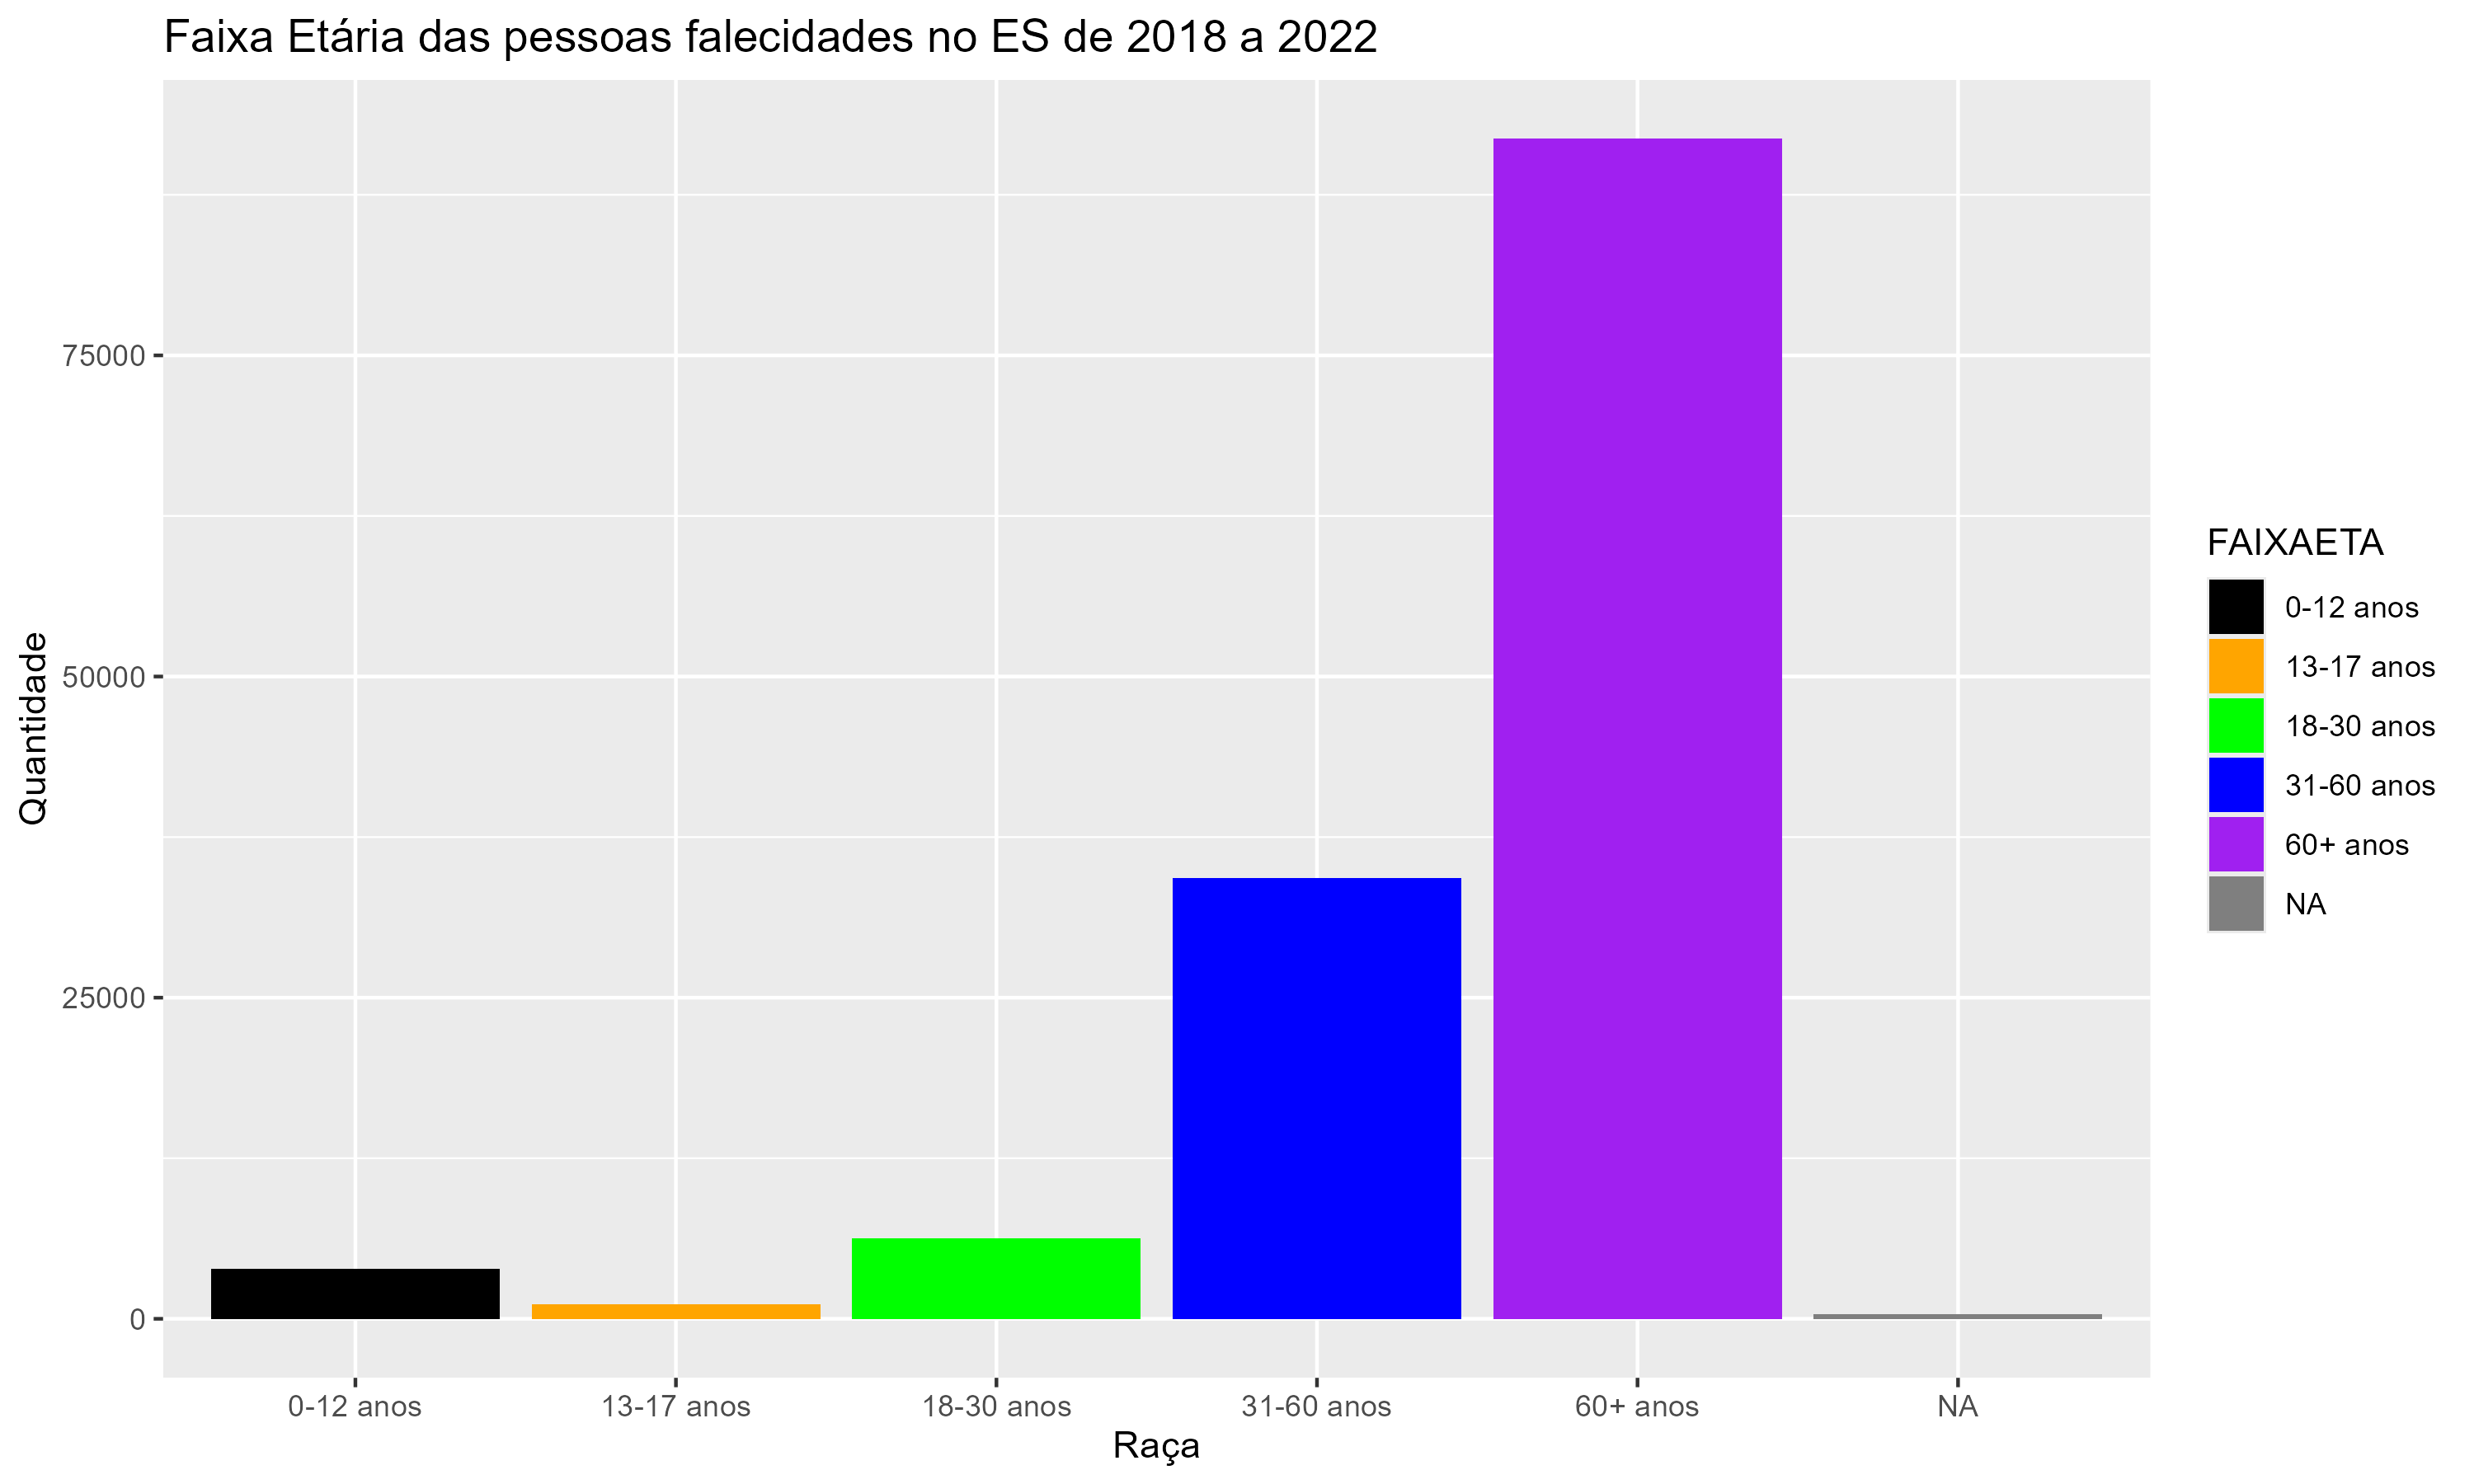 Faixa Etária das pessoas falecidades no ES de 2018 a 2022
Quantidade
75000
50000
25000
0
0-12 anos
13-17 anos
18-30 anos
31-60 anos
60+ anos
NA
Raça
FAIXAETA
0-12 anos
13-17 anos
18-30 anos
31-60 anos
60+ anos
NA